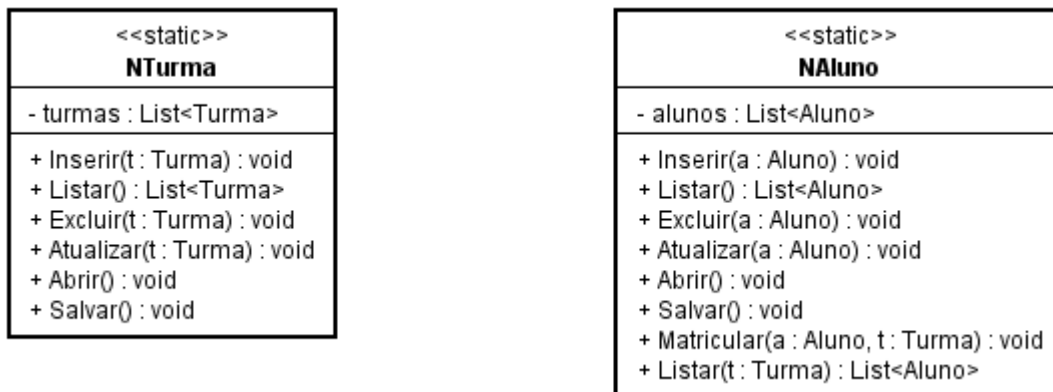 <<static>>
NTurma
- turmas : List<Turma>
+ Inserir(t : Turma) : void
+ Listar() : List<Turma>
+ Excluir(t : Turma) : void
+ Atualizar(t : Turma) : void
+ Abrir() : void
+ Salvar() : void
<<static>>
NAluno
- alunos : List<Aluno>
+ Inserir(a : Aluno) : void
+ Listar() : List<Aluno>
+ Excluir(a : Aluno) : void
+ Atualizar(a : Aluno) : void
+ Abrir() : void
+ Salvar() : void
+ Matricular(a : Aluno, t : Turma) : void
+ Listar(t : Turma) : List<Aluno>